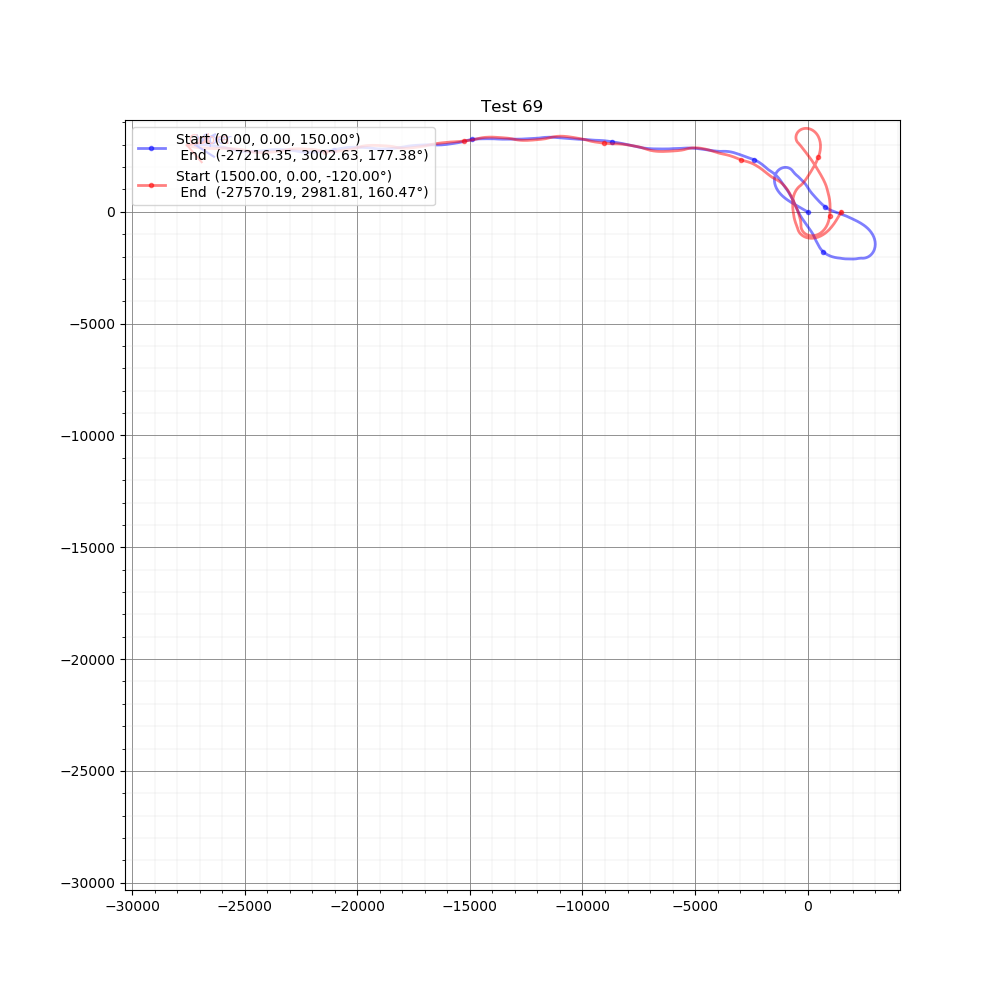 Test 69
Start (0.00, 0.00, 150.00°)
End  (-27216.35, 3002.63, 177.38°)
Start (1500.00, 0.00, -120.00°)
End  (-27570.19, 2981.81, 160.47°)
0
−5000
−10000
−15000
−20000
−25000
−30000
−30000 −25000 −20000 −15000 −10000 −5000 0